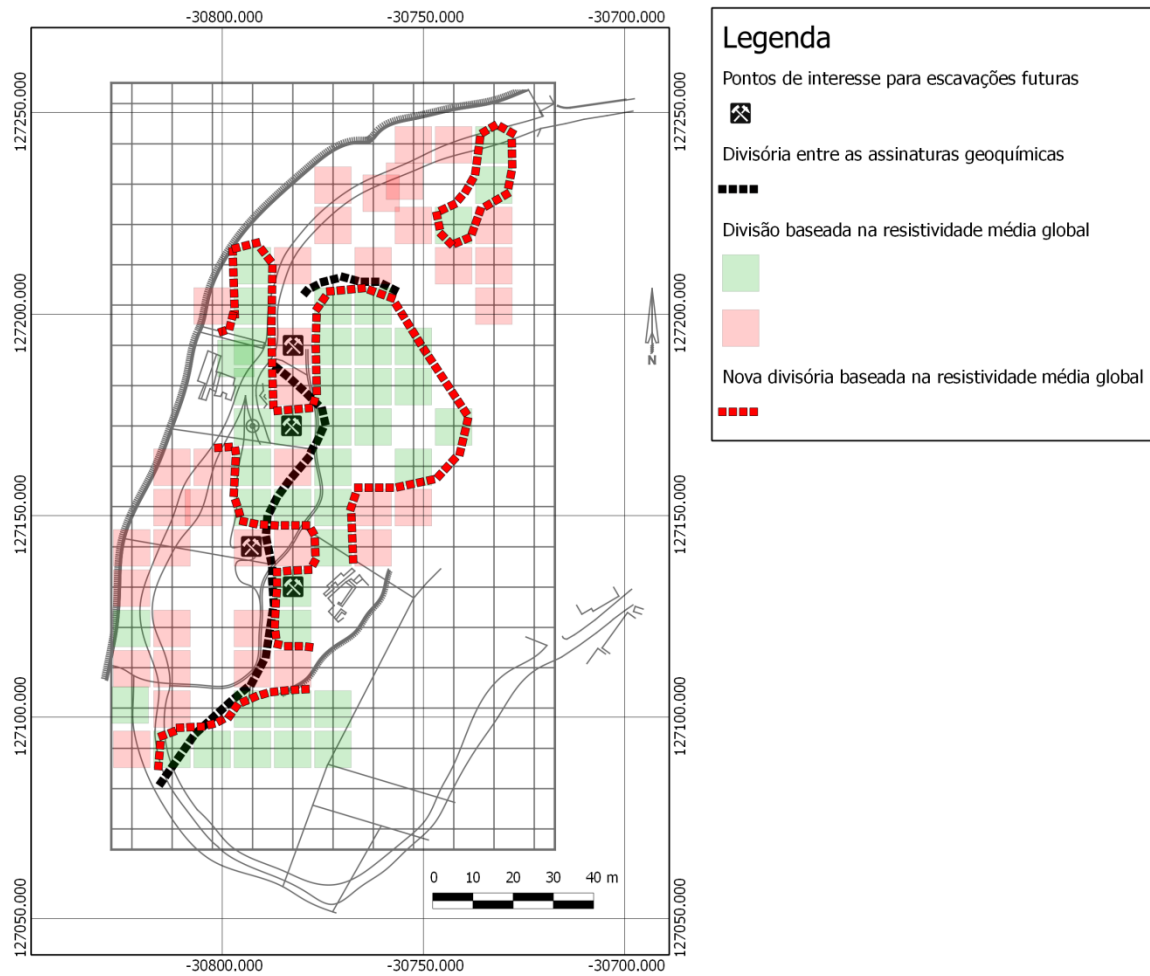 -30800.000 -30750.000 -30700.000
127250.000 127250.000
127200.000 127200.000
127150.000 127150.000
127100.000 127100.000
127050.000 127050.000
N
0 10 20 30 40 m
-30800.000 -30750.000 -30700.000
Legenda
Pontos de interesse para escavações futuras
Divisória entre as assinaturas geoquímicas
Divisão baseada na resistividade média global
Nova divisória baseada na resistividade média global